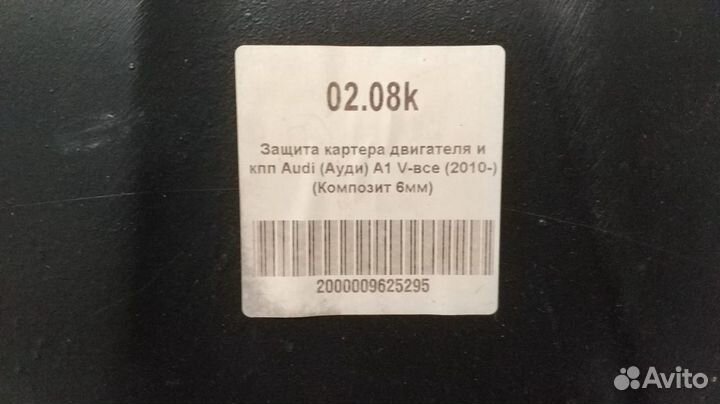 02.08k
Защита картера двигателя и
кпп Audi (Ауди) A1 V-все (2010-)
(Композит 6мм)
2000009625295
Avito